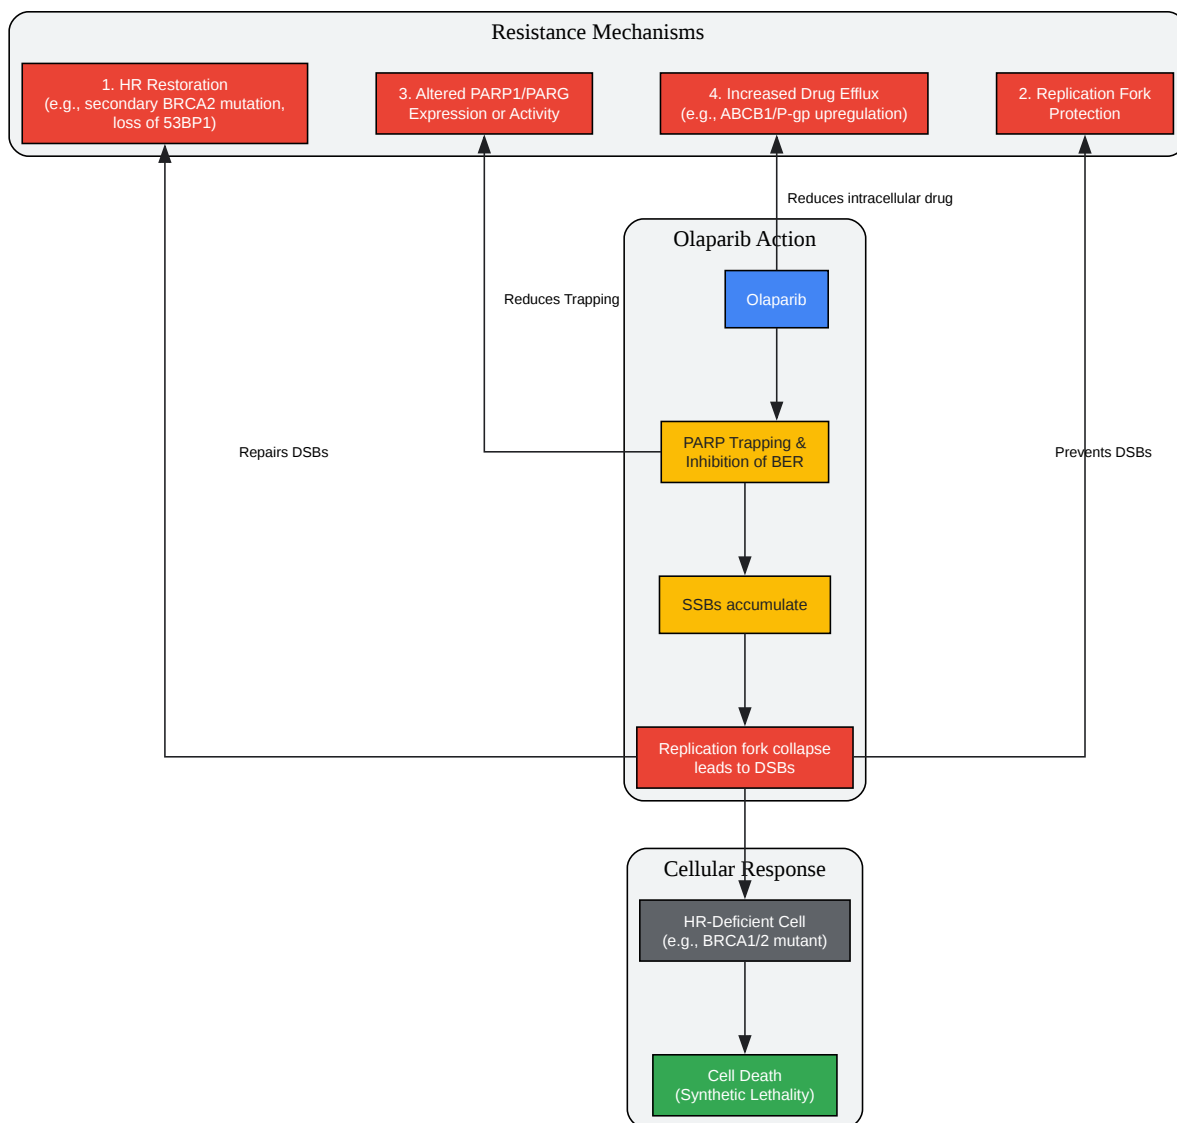 Resistance Mechanisms
1. HR Restoration
(e.g., secondary BRCA2 mutation,
loss of 53BP1)
3. Altered PARP1/PARG
Expression or Activity
4. Increased Drug Efflux
(e.g., ABCB1/P-gp upregulation)
2. Replication Fork
Protection
Reduces intracellular drug
Olaparib Action
Reduces Trapping
Olaparib
Repairs DSBs
PARP Trapping &
Inhibition of BER
Prevents DSBs
SSBs accumulate
Replication fork collapse
leads to DSBs
Cellular Response
HR-Deficient Cell
(e.g., BRCA1/2 mutant)
Cell Death
(Synthetic Lethality)